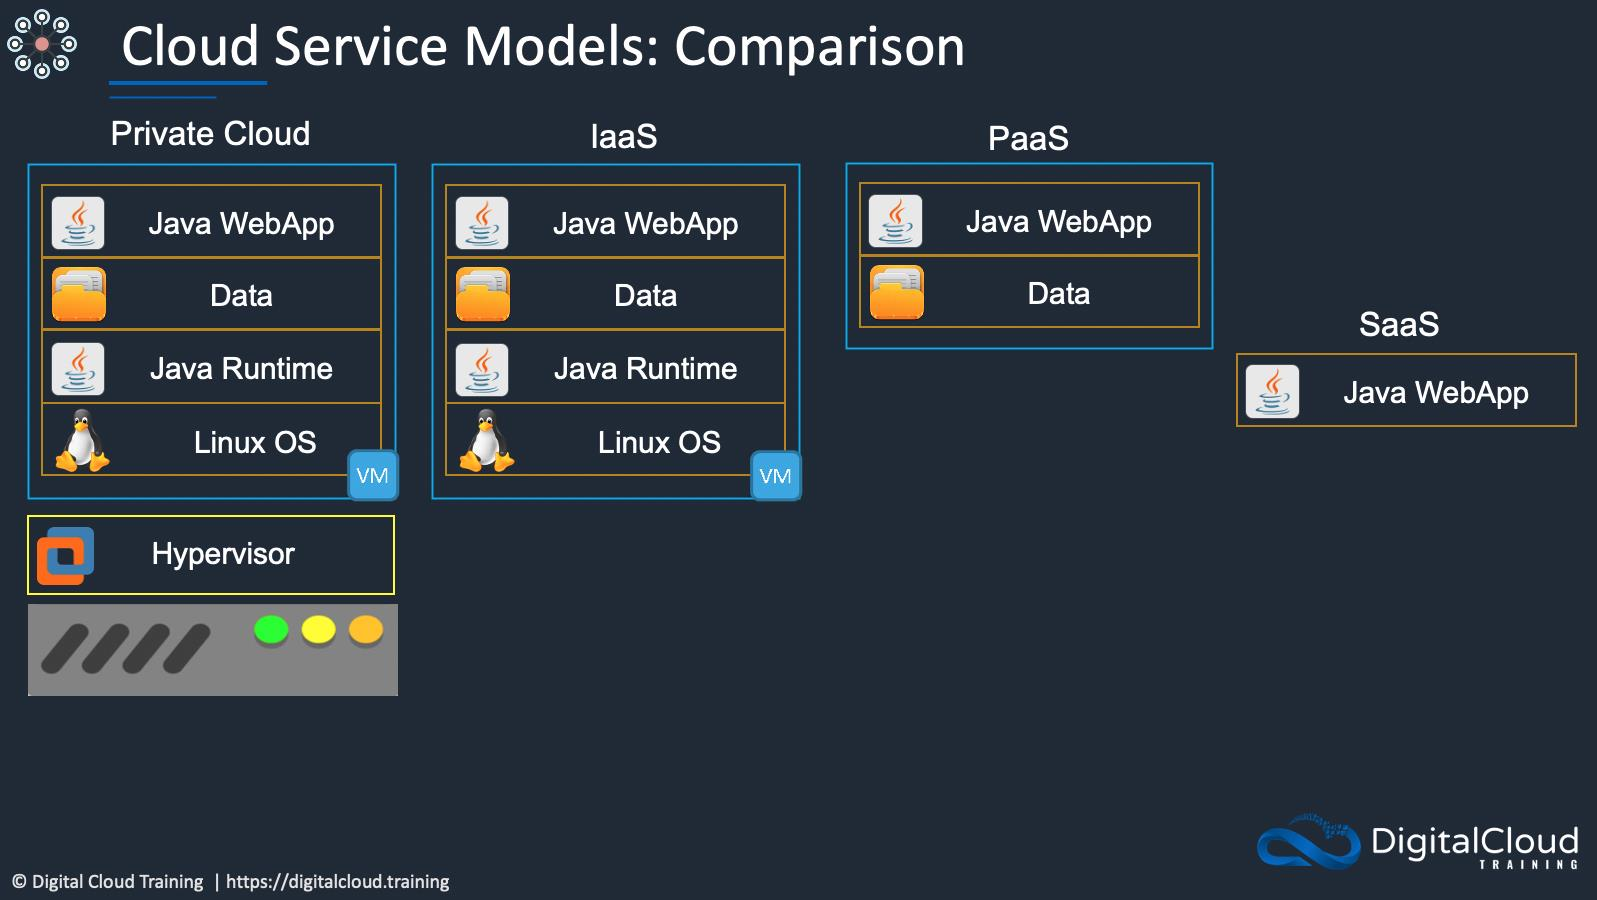 Cloud Service Models: Comparison
Private Cloud
Java WebApp
Data
Java Runtime
Linux OS
VM
Hypervisor
IaaS
Java WebApp
Data
Java Runtime
Linux OS
VM
PaaS
Java WebApp
Data
SaaS
Java WebApp
DigitalCloud
TRAINING
© Digital Cloud Training | https://digitalcloud.training